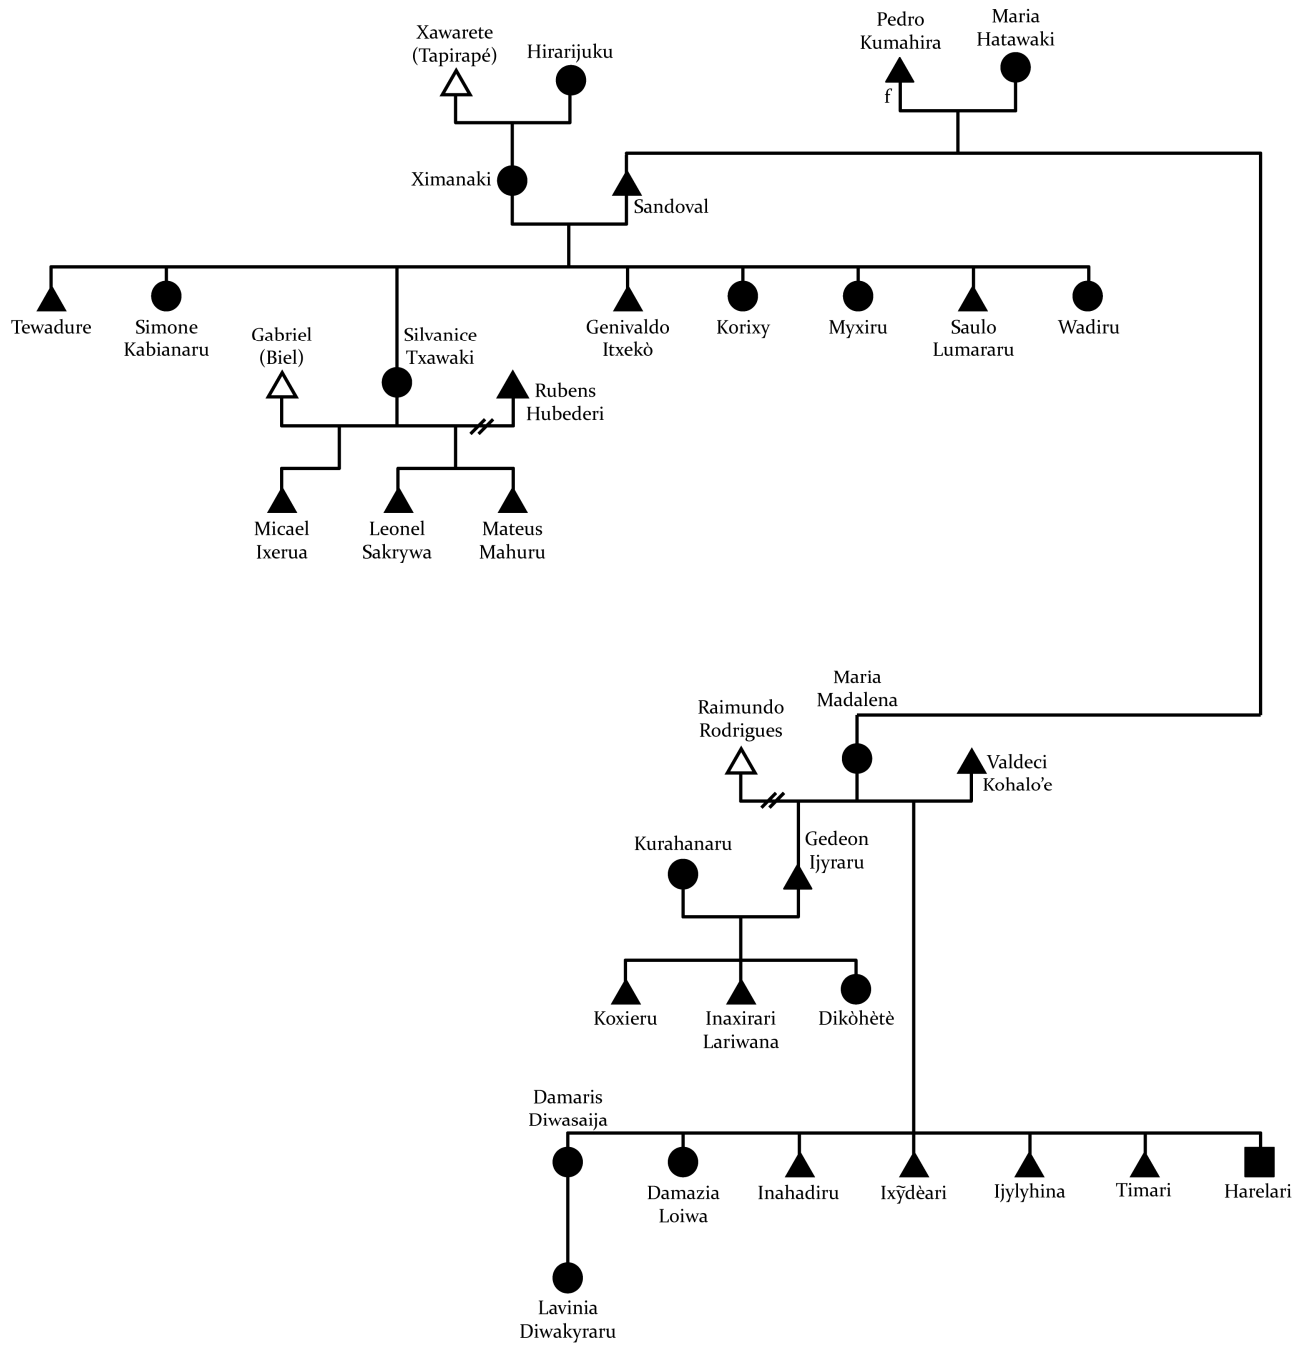 Xawarete
(Tapirapé)
Hirarijuku
Pedro
Kumahira
Maria
Hatawaki
f
Ximanaki
Sandoval
Tewadure
Simone
Kabianaru
Gabriel
(Biel)
Silvanice
Txawaki
Rubens
Hubederi
Genivaldo
Itxekò
Korixy
Myxiru
Saulo
Lumararu
Wadiru
Micael
Ixerua
Leonel
Sakrywa
Mateus
Mahuru
Maria
Madalena
Raimundo
Rodrigues
Valdeci
Kohalo’e
Kurahanaru
Gedeon
Ijyraru
Koxieru
Inaxirari
Lariwana
Dikòhètè
Damaris
Diwasaija
Damazia
Loiwa
Inahadiru
Ixỹdèari
Ijylyhina
Timari
Harelari
Lavinia
Diwakyraru